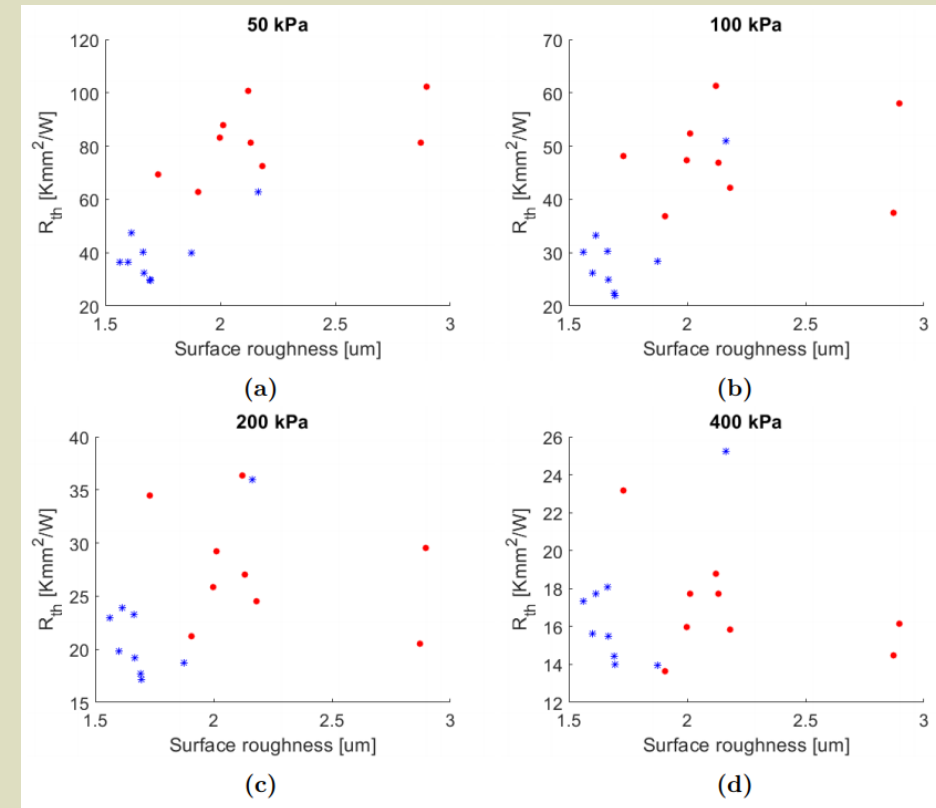 50 kPa
120
100
80
60
40
20
R_th [Kmm^2/W]
1.5 2 2.5 3
Surface roughness [um]
(a)
100 kPa
70
60
50
40
30
20
R_th [Kmm^2/W]
1.5 2 2.5 3
Surface roughness [um]
(b)
200 kPa
40
35
30
25
20
15
R_th [Kmm^2/W]
1.5 2 2.5 3
Surface roughness [um]
(c)
400 kPa
26
24
22
20
18
16
14
12
R_th [Kmm^2/W]
1.5 2 2.5 3
Surface roughness [um]
(d)